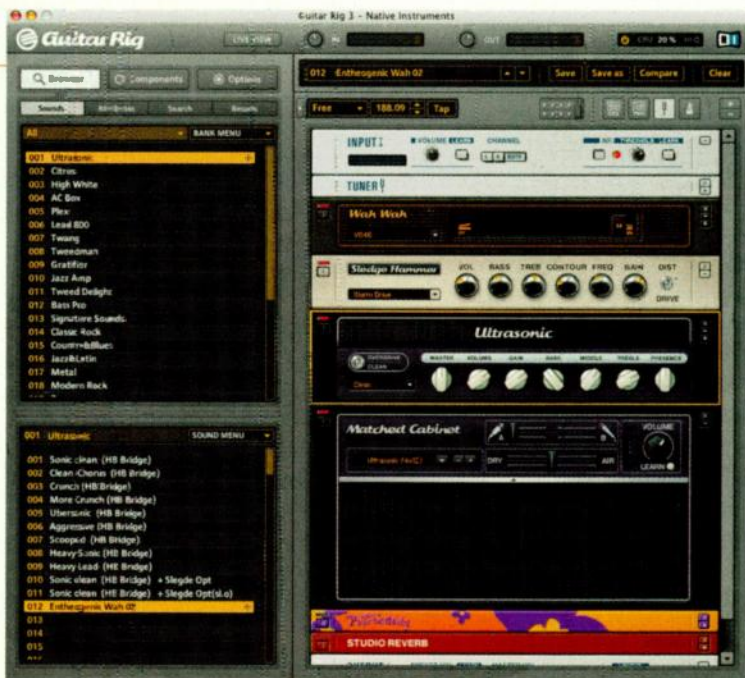 Guitar Rig 3 - Native Instruments
Guitar Rig
LIVE VIEW
IN
OUT
CPU 20 %
Browser
Components
Options
012 Entheogenic Wah 02
Save
Save as
Compare
Clear
Sounds
Attributes
Search
Results
Free
188.09
Tap
All
BANK MENU
001 Ultrasonic
002 Citrus
003 High White
004 AC Box
005 Plex
006 Lead 800
007 Twang
008 Tweedman
009 Gratifier
010 Jazz Amp
011 Tweed Delight
012 Bass Pro
013 Signature Sounds
014 Classic Rock
015 Country&Blues
016 Jazz&Latin
017 Metal
018 Modern Rock
INPUT
VOLUME LEARN
CHANNEL
L R BOTH
THRESHOLD LEARN
TUNER
Wah Wah
Sledge Hammer
VOL BASS TREB CONTOUR FREQ GAIN DIST
DRIVE
Ultrasonic
OVERDRIVE
CLEAN
MASTER VOLUME GAIN BASS MIDDLE TREBLE PRESENCE
Matched Cabinet
A
B
VOLUME
DRY
AIR
LEARN
001 Ultrasonic
SOUND MENU
001 Sonic clean (HB Bridge)
002 Clean Chorus (HB Bridge)
003 Crunch (HB Bridge)
004 More Crunch (HB Bridge)
005 Ubersonic (HB Bridge)
006 Aggressive (HB Bridge)
007 Scooped (HB Bridge)
008 Heavy Sonic (HB Bridge)
009 Heavy Lead (HB Bridge)
010 Sonic clean (HB Bridge) + Slegde Opt
011 Sonic clean (HB Bridge) + Slegde Opt(sl.o)
012 Entheogenic Wah 02
013
014
015
STUDIO REVERB